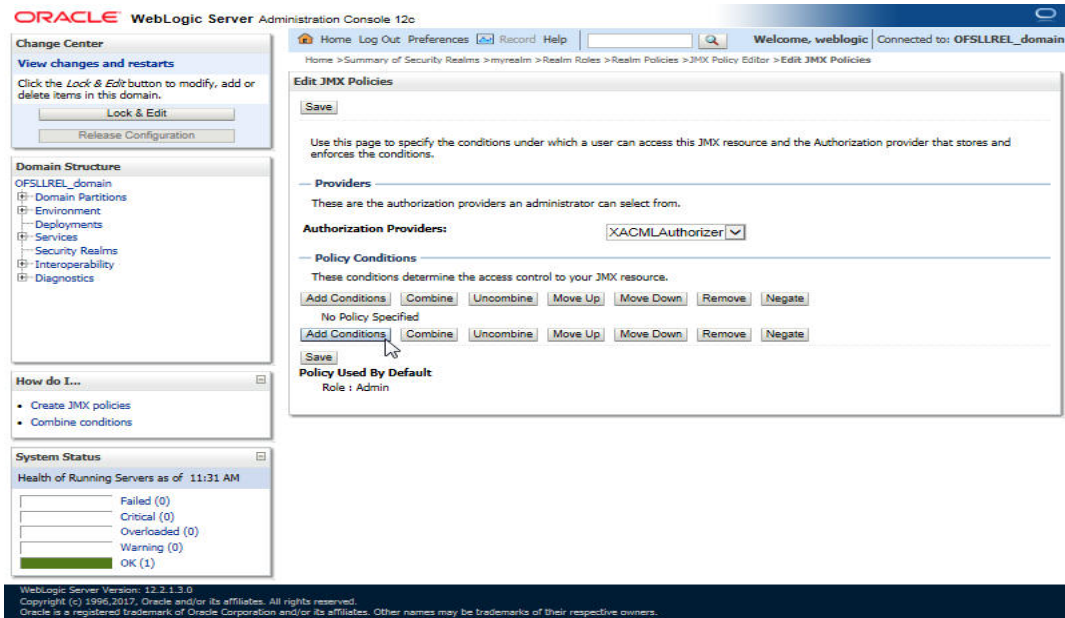 ORACLE WebLogic Server Administration Console 12c
Change Center
View changes and restarts
Click the Lock & Edit button to modify, add or
delete items in this domain.
Lock & Edit
Release Configuration
Domain Structure
OFSLLREL_domain
Domain Partitions
Environment
Deployments
Services
Security Realms
Interoperability
Diagnostics
How do I...
Create JMX policies
Combine conditions
System Status
Health of Running Servers as of 11:31 AM
Failed (0)
Critical (0)
Overloaded (0)
Warning (0)
OK (1)
Home Log Out Preferences Record Help
Welcome, weblogic Connected to: OFSLLREL_domain
Home >Summary of Security Realms >myrealm >Realm Roles >Realm Policies >JMX Policy Editor >Edit JMX Policies
Edit JMX Policies
Save
Use this page to specify the conditions under which a user can access this JMX resource and the Authorization provider that stores and
enforces the conditions.
Providers
These are the authorization providers an administrator can select from.
Authorization Providers: XACMLAuthorizer
Policy Conditions
These conditions determine the access control to your JMX resource.
Add Conditions Combine Uncombine Move Up Move Down Remove Negate
No Policy Specified
Add Conditions Combine Uncombine Move Up Move Down Remove Negate
Save
Policy Used By Default
Role : Admin
WebLogic Server Version: 12.2.1.3.0
Copyright (c) 1996,2017, Oracle and/or its affiliates. All rights reserved.
Oracle is a registered trademark of Oracle Corporation and/or its affiliates. Other names may be trademarks of their respective owners.